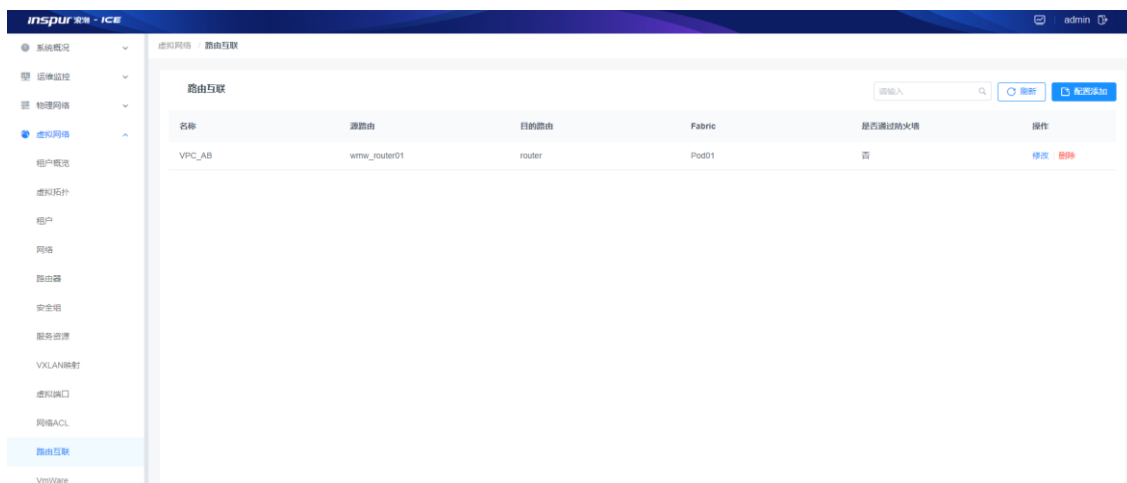 inspur 浪潮 - ICE
admin
系统概况
运维监控
物理网络
虚拟网络
租户概览
虚拟拓扑
租户
网络
路由器
安全组
服务资源
VXLAN映射
虚拟端口
网络ACL
路由互联
VmWare
虚拟网络 / 路由互联
路由互联
请输入
刷新
配置添加
名称 源路由 目的路由 Fabric 是否通过防火墙 操作
VPC_AB wmw_router01 router Pod01 否 修改 删除